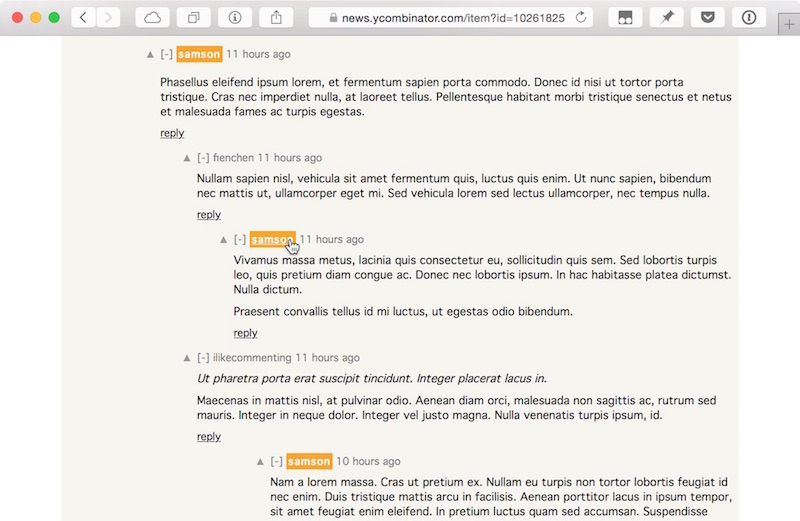 news.ycombinator.com/item?id=10261825
▲ [-] samson 11 hours ago
Phasellus eleifend ipsum lorem, et fermentum sapien porta commodo. Donec id nisi ut tortor porta
tristique. Cras nec imperdiet nulla, at laoreet tellus. Pellentesque habitant morbi tristique senectus et netus
et malesuada fames ac turpis egestas.
reply
▲ [-] fienchen 11 hours ago
Nullam sapien nisl, vehicula sit amet fermentum quis, luctus quis enim. Ut nunc sapien, bibendum
nec mattis ut, ullamcorper eget mi. Sed vehicula lorem sed lectus ullamcorper, nec tempus nulla.
reply
▲ [-] samson 11 hours ago
Vivamus massa metus, lacinia quis consectetur eu, sollicitudin quis sem. Sed lobortis turpis
leo, quis pretium diam congue ac. Donec nec lobortis ipsum. In hac habitasse platea dictumst.
Nulla dictum.
Praesent convallis tellus id mi luctus, ut egestas odio bibendum.
reply
▲ [-] ilikecommenting 11 hours ago
Ut pharetra porta erat suscipit tincidunt. Integer placerat lacus in.
Maecenas in mattis nisl, at pulvinar odio. Aenean diam orci, malesuada non sagittis ac, rutrum sed
mauris. Integer in neque dolor. Integer vel justo magna. Nulla venenatis turpis ipsum, id.
reply
▲ [-] samson 10 hours ago
Nam a lorem massa. Cras ut pretium ex. Nullam eu turpis non tortor lobortis feugiat id
nec enim. Duis tristique mattis arcu in facilisis. Aenean porttitor lacus in ipsum tempor,
sit amet feugiat enim eleifend. In pretium luctus quam sed accumsan. Suspendisse